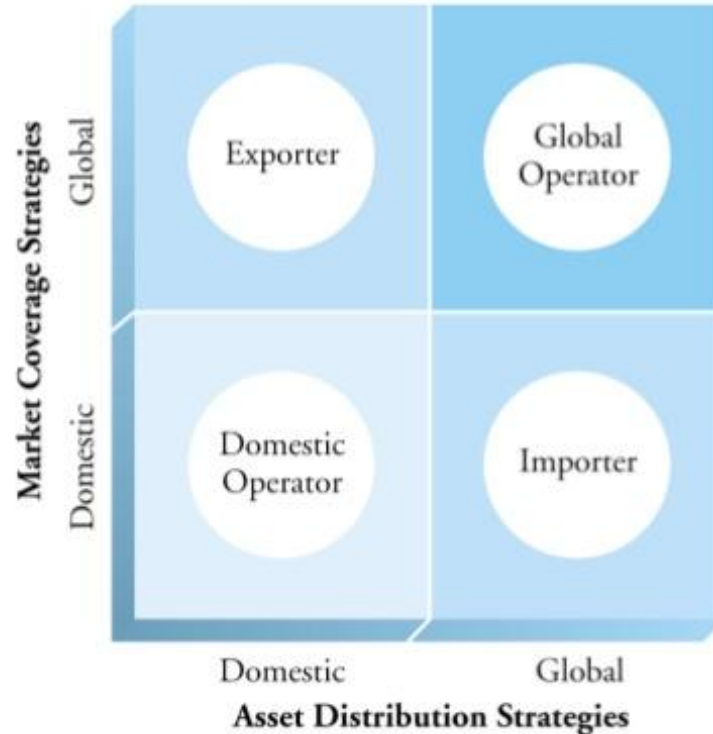 Market Coverage Strategies
Global
Domestic
Exporter
Global
Operator
Domestic
Operator
Importer
Domestic
Global
Asset Distribution Strategies